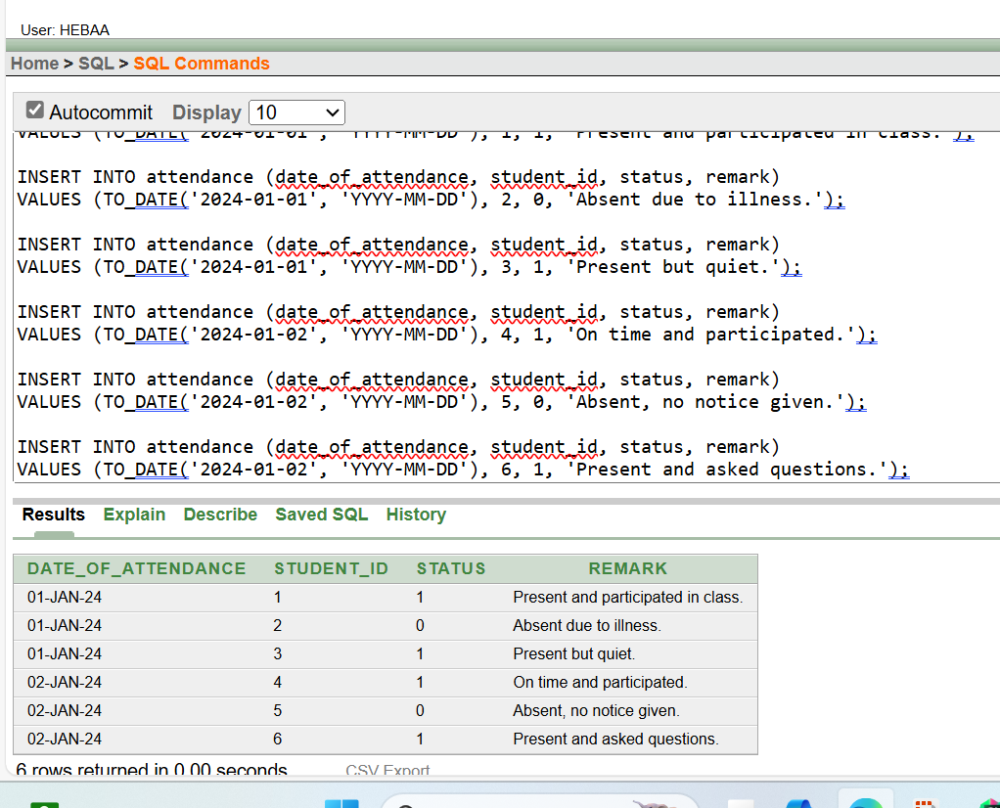 User: HEBAA
Home > SQL > SQL Commands
Autocommit Display 10
VALUES (TO_DATE('2024-01-01', 'YYYY-MM-DD'), 1, 1, 'Present and participated in class.');
INSERT INTO attendance (date_of_attendance, student_id, status, remark)
VALUES (TO_DATE('2024-01-01', 'YYYY-MM-DD'), 2, 0, 'Absent due to illness.');
INSERT INTO attendance (date_of_attendance, student_id, status, remark)
VALUES (TO_DATE('2024-01-01', 'YYYY-MM-DD'), 3, 1, 'Present but quiet.');
INSERT INTO attendance (date_of_attendance, student_id, status, remark)
VALUES (TO_DATE('2024-01-02', 'YYYY-MM-DD'), 4, 1, 'On time and participated.');
INSERT INTO attendance (date_of_attendance, student_id, status, remark)
VALUES (TO_DATE('2024-01-02', 'YYYY-MM-DD'), 5, 0, 'Absent, no notice given.');
INSERT INTO attendance (date_of_attendance, student_id, status, remark)
VALUES (TO_DATE('2024-01-02', 'YYYY-MM-DD'), 6, 1, 'Present and asked questions.');
Results Explain Describe Saved SQL History
DATE_OF_ATTENDANCE STUDENT_ID STATUS REMARK
01-JAN-24 1 1 Present and participated in class.
01-JAN-24 2 0 Absent due to illness.
01-JAN-24 3 1 Present but quiet.
02-JAN-24 4 1 On time and participated.
02-JAN-24 5 0 Absent, no notice given.
02-JAN-24 6 1 Present and asked questions.
6 rows returned in 0.00 seconds CSV Export